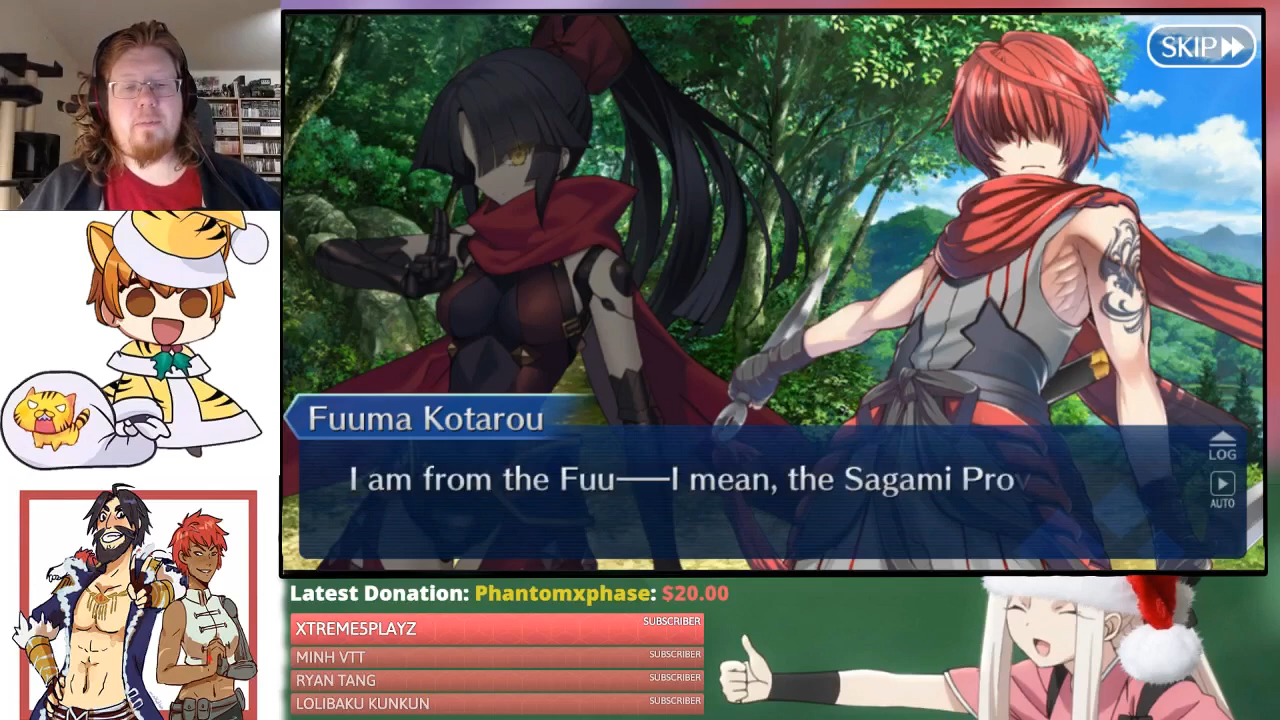 SKIP
Fuuma Kotarou
I am from the Fuu——I mean, the Sagami Prov
LOG
AUTO
Latest Donation: Phantomxphase: $20.00
XTREME5PLAYZ SUBSCRIBER
MINH VTT SUBSCRIBER
RYAN TANG SUBSCRIBER
LOLIBAKU KUNKUN SUBSCRIBER